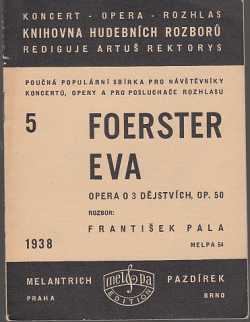 KONCERT - OPERA - ROZHLAS
KNIHOVNA HUDEBNÍCH ROZBORŮ
REDIGUJE ARTUŠ REKTORYS
POUČNÁ POPULÁRNÍ SBÍRKA PRO NÁVŠTĚVNÍKY
KONCERTŮ, OPERY A PRO POSLUCHAČE ROZHLASU
5 FOERSTER
EVA
OPERA O 3 DĚJSTVÍCH, OP. 50
ROZBOR:
FRANTIŠEK PALA
1938 MELPA 54
MELANTRICH mel&pa PAZDÍREK
PRAHA EDITION BRNO